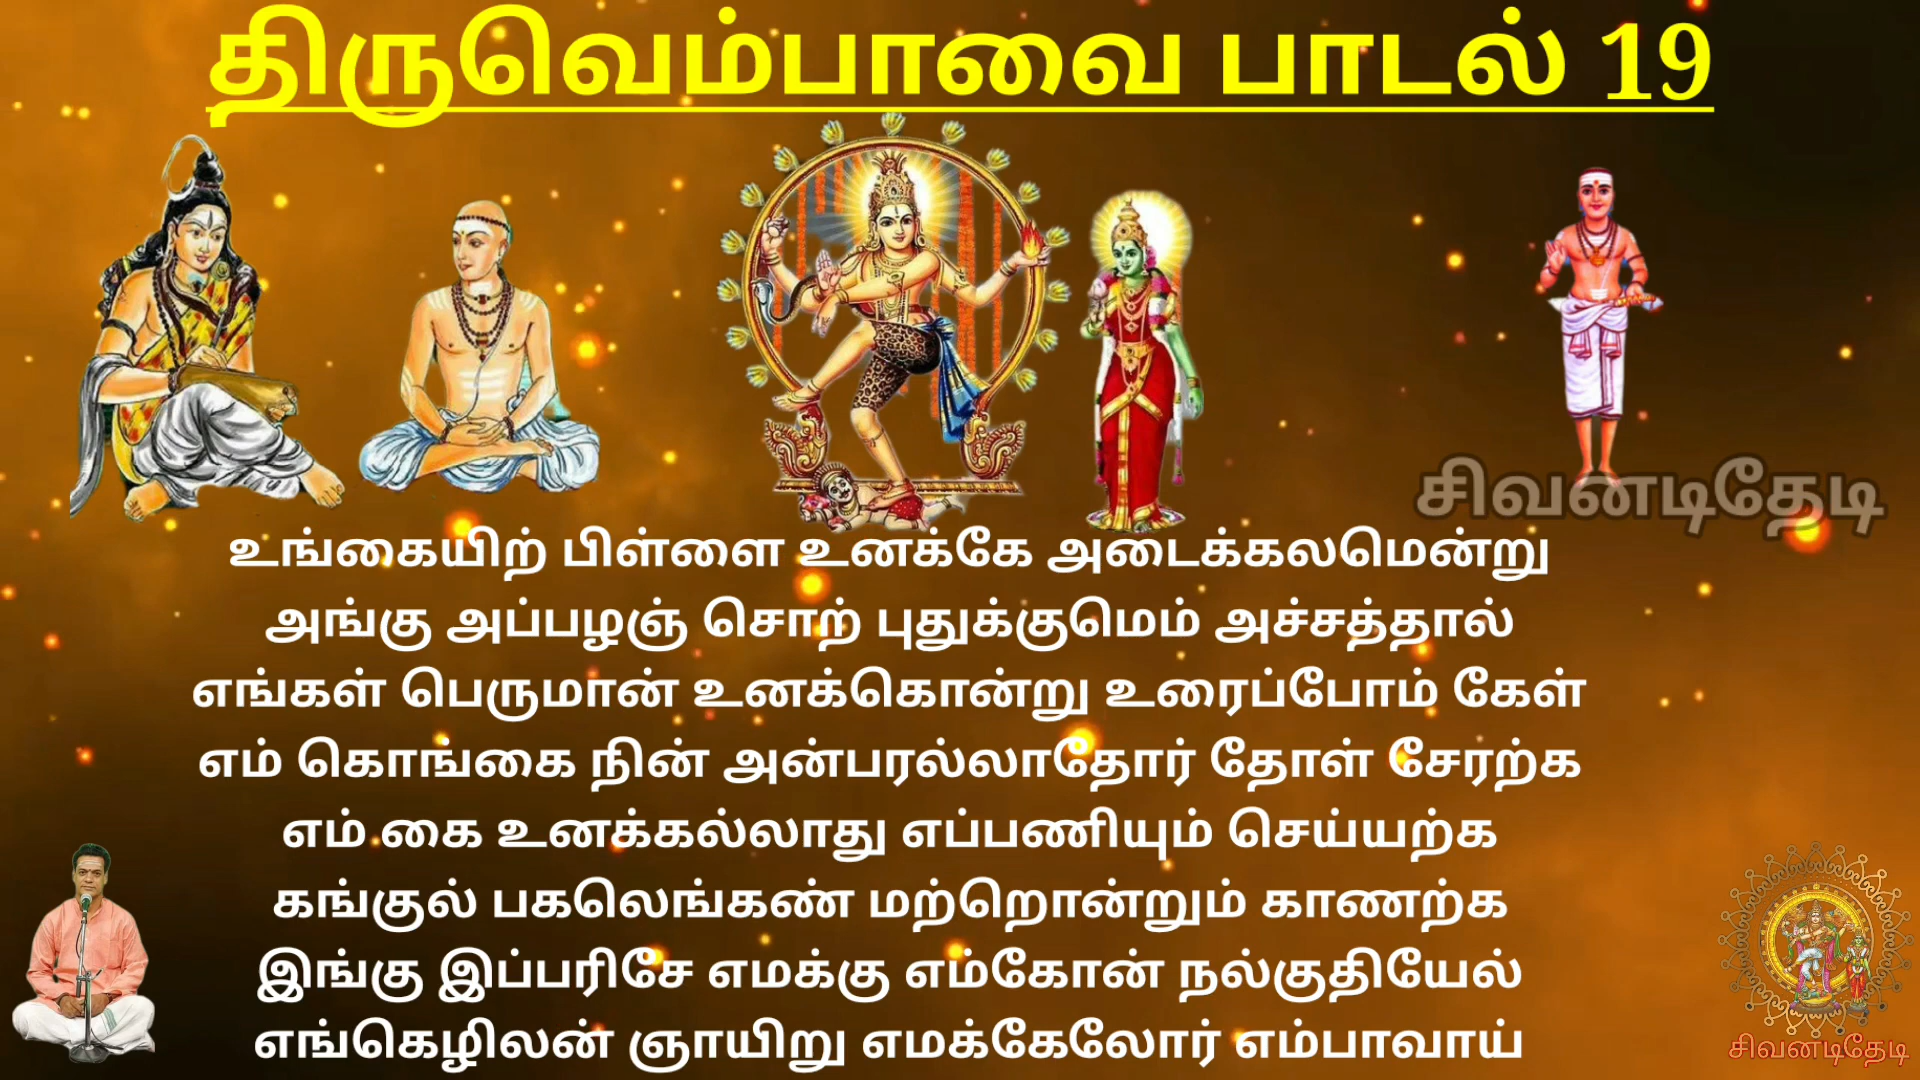 திருவெம்பாவை பாடல் 19
சிவனடிதேடி
உங்கையிற் பிள்ளை உனக்கே அடைக்கலமென்று
அங்கு அப்பழஞ் சொற் புதுக்குமெம் அச்சத்தால்
எங்கள் பெருமான் உனக்கொன்று உரைப்போம் கேள்
எம் கொங்கை நின் அன்பரல்லாதோர் தோள் சேரற்க
எம் கை உனக்கல்லாது எப்பணியும் செய்யற்க
கங்குல் பகலெங்கண் மற்றொன்றும் காணற்க
இங்கு இப்பரிசே எமக்கு எம்கோன் நல்குதியேல்
எங்கெழிலன் ஞாயிறு எமக்கேலோர் எம்பாவாய்
சிவனடிதேடி